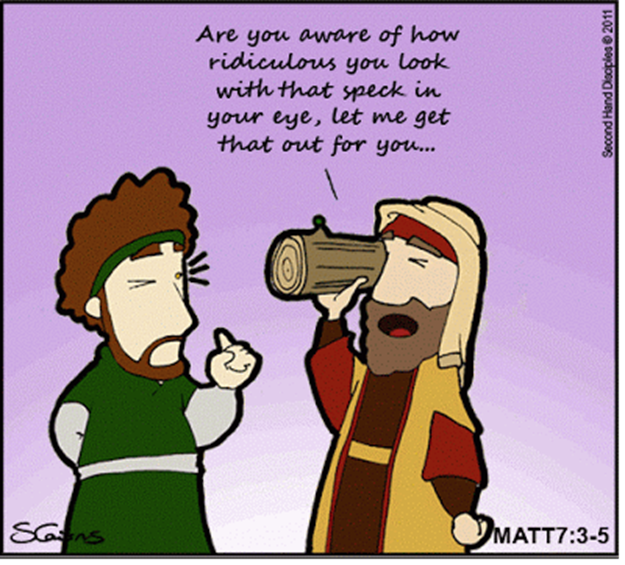 Are you aware of how
ridiculous you look
with that speck in
your eye, let me get
that out for you...
Second Hand Disciples © 2011
SCairns
MATT7:3-5